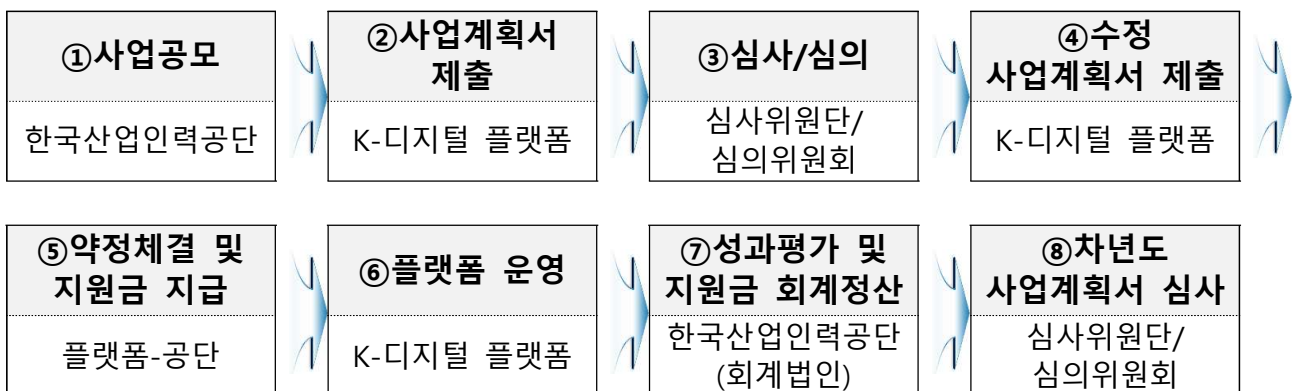 ①사업공모
한국산업인력공단
②사업계획서
제출
K-디지털 플랫폼
③심사/심의
심사위원단/
심의위원회
④수정
사업계획서 제출
K-디지털 플랫폼
⑤약정체결 및
지원금 지급
플랫폼-공단
⑥플랫폼 운영
K-디지털 플랫폼
⑦성과평가 및
지원금 회계정산
한국산업인력공단
(회계법인)
⑧차년도
사업계획서 심사
심사위원단/
심의위원회